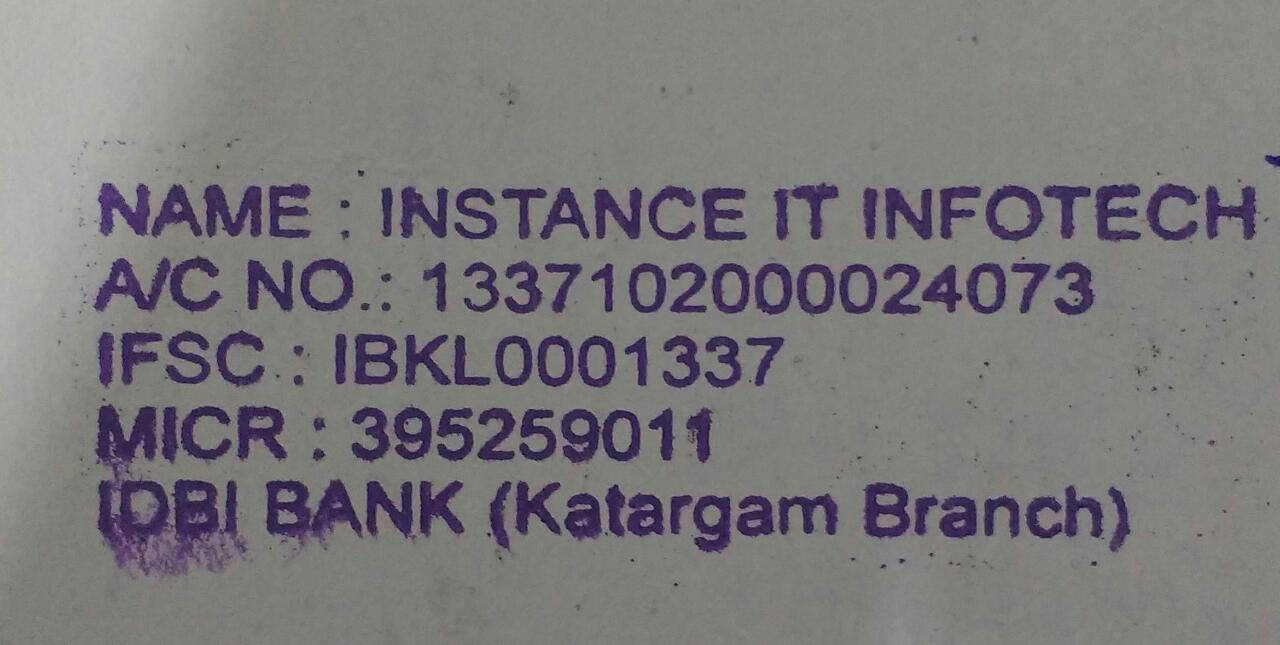 NAME : INSTANCE IT INFOTECH
A/C NO.: 1337102000024073
IFSC : IBKL0001337
MICR : 395259011
IDBI BANK (Katargam Branch)